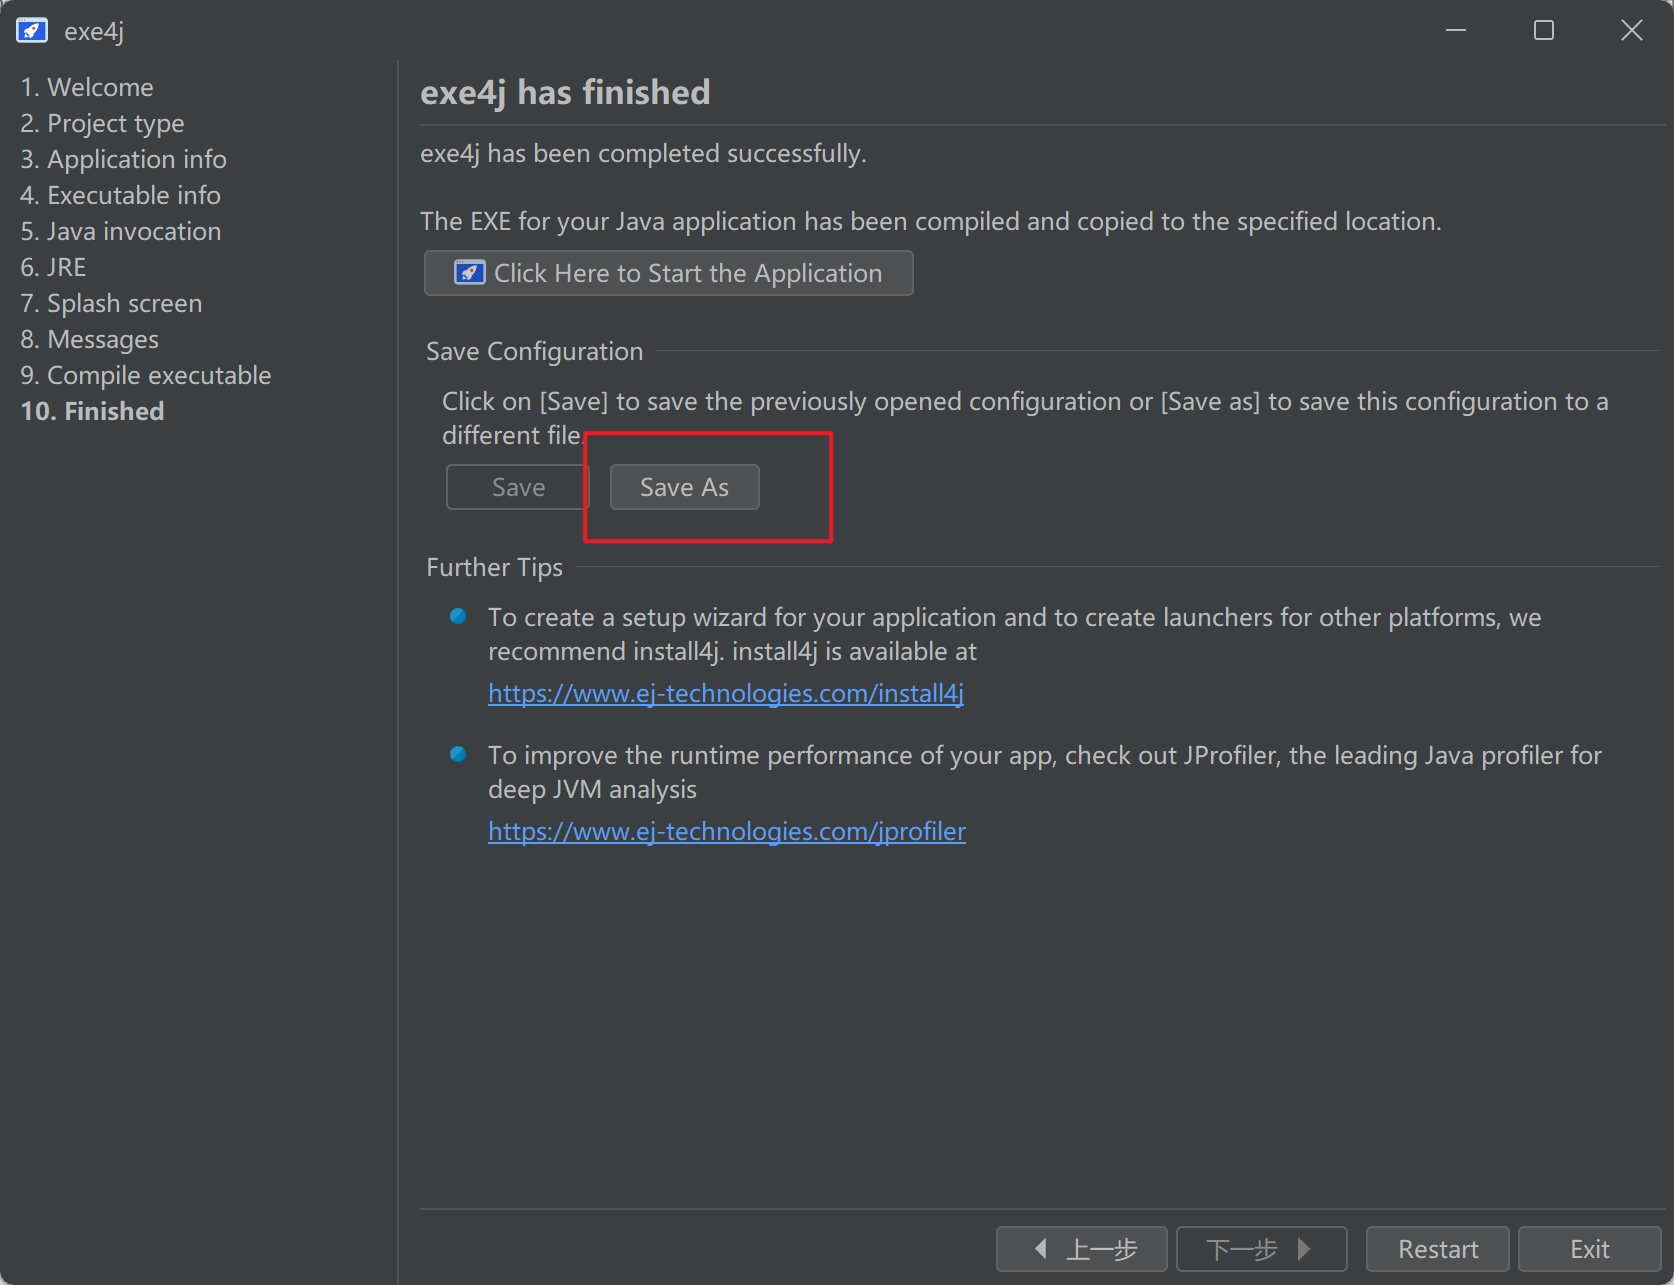 exe4j
1. Welcome
2. Project type
3. Application info
4. Executable info
5. Java invocation
6. JRE
7. Splash screen
8. Messages
9. Compile executable
10. Finished
exe4j has finished
exe4j has been completed successfully.
The EXE for your Java application has been compiled and copied to the specified location.
Click Here to Start the Application
Save Configuration
Click on [Save] to save the previously opened configuration or [Save as] to save this configuration to a
different file.
Save
Save As
Further Tips
To create a setup wizard for your application and to create launchers for other platforms, we
recommend install4j. install4j is available at
https://www.ej-technologies.com/install4j
To improve the runtime performance of your app, check out JProfiler, the leading Java profiler for
deep JVM analysis
https://www.ej-technologies.com/jprofiler
上一步
下一步
Restart
Exit